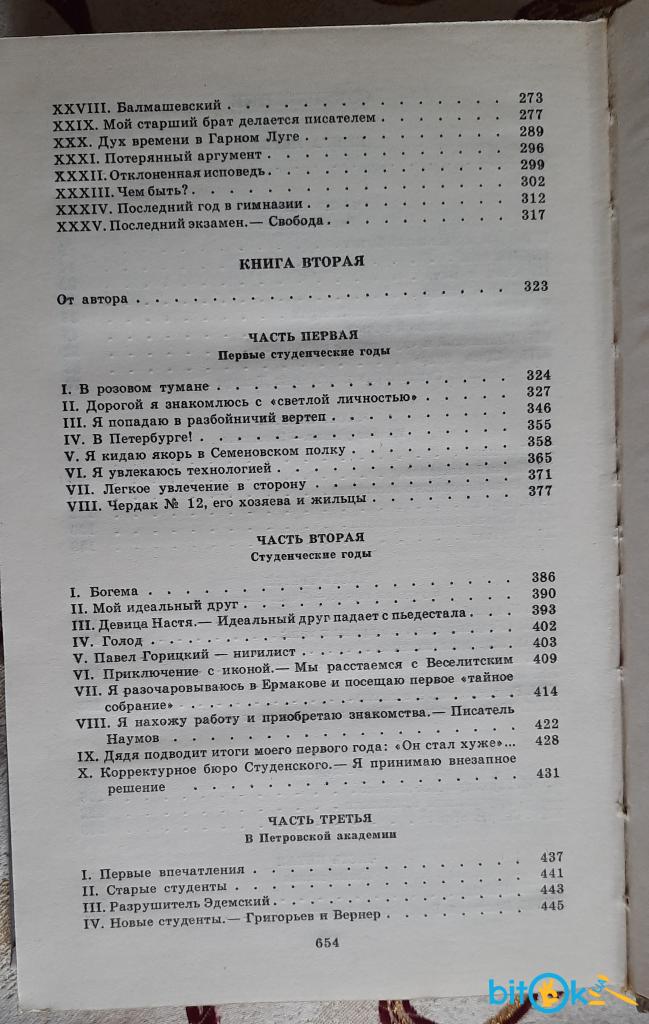 XXVIII. Балмашевский . . . . . . . . . . . . . . . 273
XXIX. Мой старший брат делается писателем . . . . . . 277
XXX. Дух времени в Гарном Луге . . . . . . . . . . 289
XXXI. Потерянный аргумент . . . . . . . . . . . . 296
XXXII. Отклоненная исповедь . . . . . . . . . . . . 299
XXXIII. Чем быть? . . . . . . . . . . . . . . . . 302
XXXIV. Последний год в гимназии . . . . . . . . . . 312
XXXV. Последний экзамен.— Свобода . . . . . . . . . 317
КНИГА ВТОРАЯ
От автора . . . . . . . . . . . . . . . . . . . 323
ЧАСТЬ ПЕРВАЯ
Первые студенческие годы
I. В розовом тумане . . . . . . . . . . . . . . . 324
II. Дорогой я знакомлюсь с «светлой личностью» . . . . 327
III. Я попадаю в разбойничий вертеп . . . . . . . . . 346
IV. В Петербурге! . . . . . . . . . . . . . . . . 355
V. Я кидаю якорь в Семеновском полку . . . . . . . . 358
VI. Я увлекаюсь технологией . . . . . . . . . . . . 365
VII. Легкое увлечение в сторону . . . . . . . . . . . 371
VIII. Чердак № 12, его хозяева и жильцы . . . . . . . 377
ЧАСТЬ ВТОРАЯ
Студенческие годы
I. Богема . . . . . . . . . . . . . . . . . . . 386
II. Мой идеальный друг . . . . . . . . . . . . . . 390
III. Девица Настя.— Идеальный друг падает с пьедестала . . . 393
IV. Голод . . . . . . . . . . . . . . . . . . . 402
V. Павел Горицкий — нигилист . . . . . . . . . . . 403
VI. Приключение с иконой.— Мы расстаемся с Веселитским 409
VII. Я разочаровываюсь в Ермакове и посещаю первое «тайное
собрание» . . . . . . . . . . . . . . . . . 414
VIII. Я нахожу работу и приобретаю знакомства.— Писатель
Наумов . . . . . . . . . . . . . . . . . . 422
IX. Дядя подводит итоги моего первого года: «Он стал хуже»... 428
X. Корректурное бюро Студенского.— Я принимаю внезапное
решение . . . . . . . . . . . . . . . . . 431
ЧАСТЬ ТРЕТЬЯ
В Петровской академии
I. Первые впечатления . . . . . . . . . . . . . . 437
II. Старые студенты . . . . . . . . . . . . . . . 441
III. Разрушитель Эдемский . . . . . . . . . . . . . 443
IV. Новые студенты.— Григорьев и Вернер . . . . . . . 445
654
bitOk